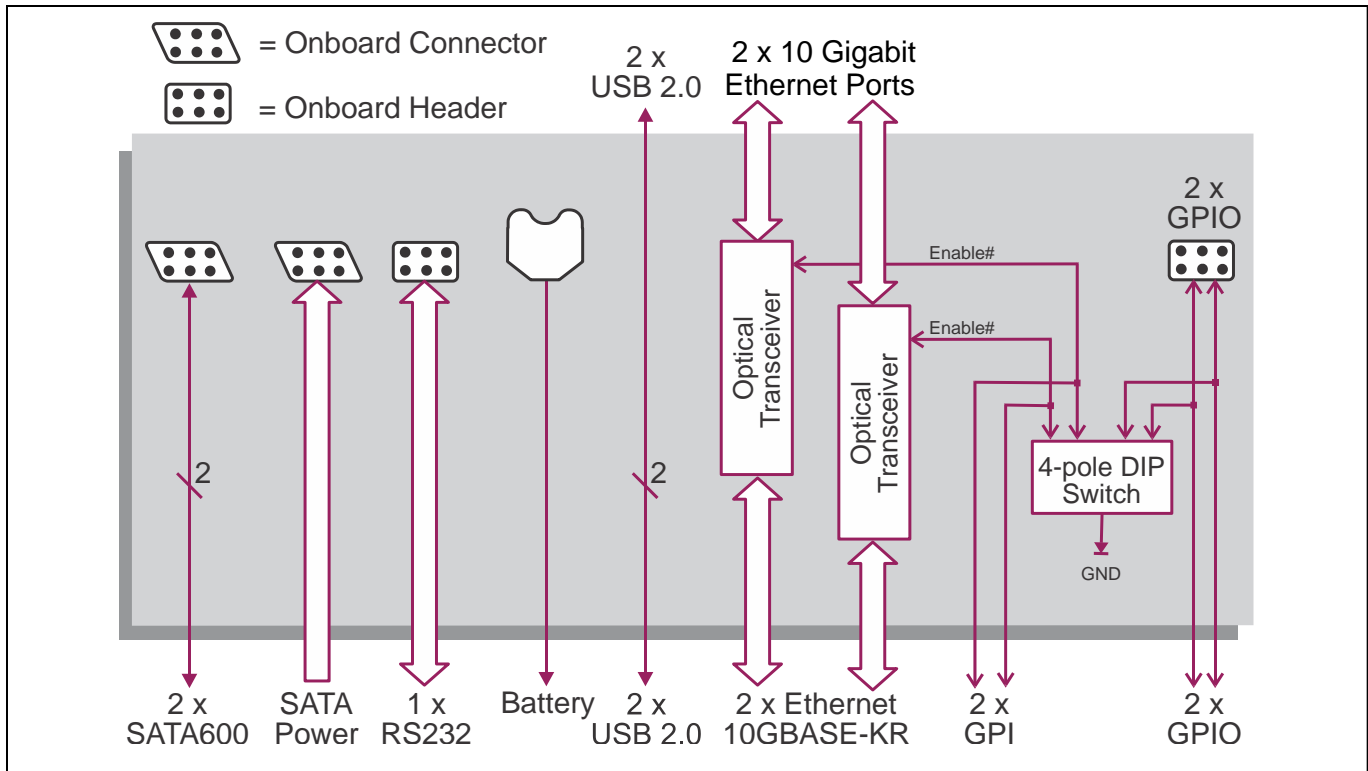 = Onboard Connector
= Onboard Header
2 x
USB 2.0
2 x 10 Gigabit
Ethernet Ports
2 x
GPIO
Enable#
Enable#
Optical
Transceiver
Optical
Transceiver
2
2
4-pole DIP
Switch
GND
2 x
SATA600
SATA
Power
1 x
RS232
Battery
2 x
USB 2.0
2 x Ethernet
10GBASE-KR
2 x
GPI
2 x
GPIO